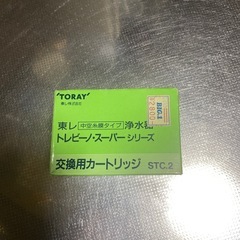 "TORAY"
東レ株式会社
東レ 中空糸膜タイプ 浄水器
トレビーノ・スーパーシリーズ
交換用カートリッジ STC.2